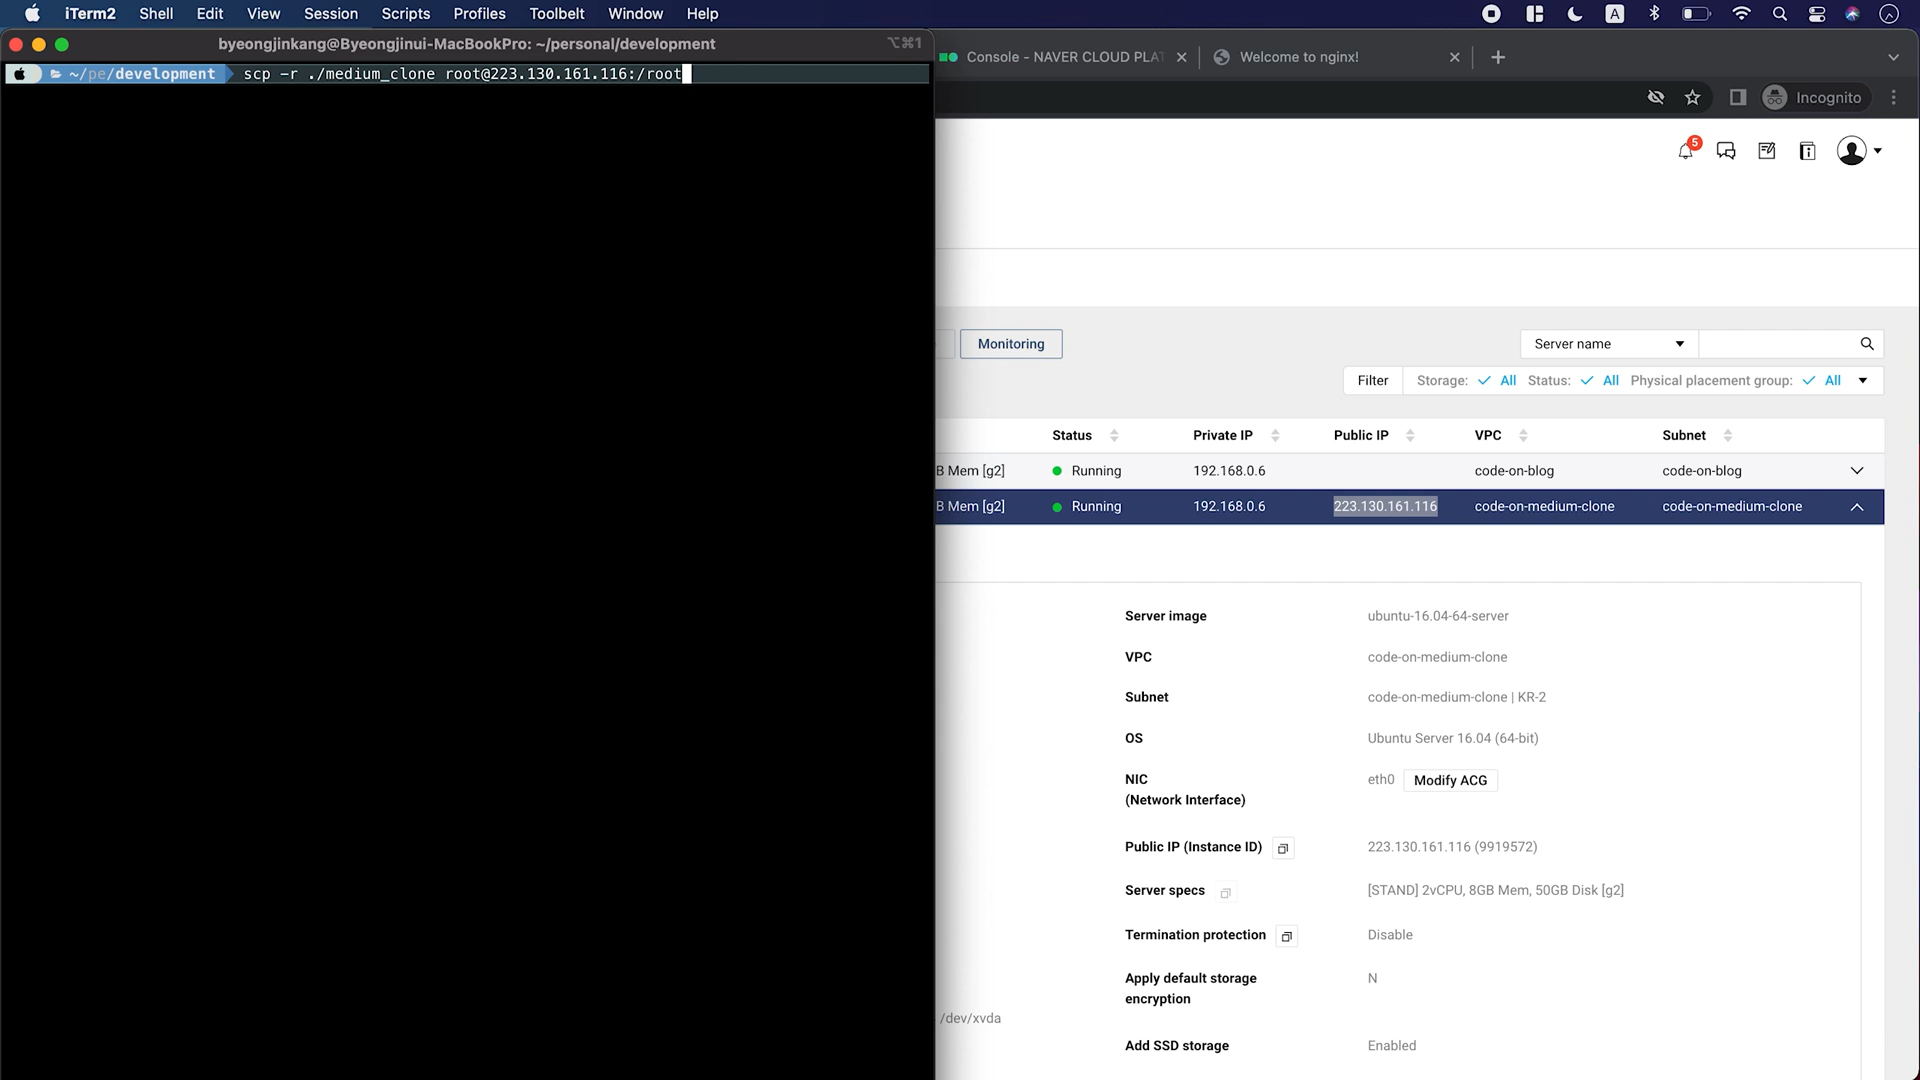 iTerm2 Shell Edit View Session Scripts Profiles Toolbelt Window Help A
byeongjinkang@Byeongjinui-MacBookPro: ~/personal/development ⌥⌘1
~/pe/development scp -r ./medium_clone root@223.130.161.116:/root
Console - NAVER CLOUD PLAT Welcome to nginx!
Incognito
5
Monitoring Server name
Filter Storage: All Status: All Physical placement group: All
Status Private IP Public IP VPC Subnet
B Mem [g2] Running 192.168.0.6 code-on-blog code-on-blog
B Mem [g2] Running 192.168.0.6 223.130.161.116 code-on-medium-clone code-on-medium-clone
Server image ubuntu-16.04-64-server
VPC code-on-medium-clone
Subnet code-on-medium-clone | KR-2
OS Ubuntu Server 16.04 (64-bit)
NIC
(Network Interface) eth0 Modify ACG
Public IP (Instance ID) 223.130.161.116 (9919572)
Server specs [STAND] 2vCPU, 8GB Mem, 50GB Disk [g2]
Termination protection Disable
Apply default storage
encryption N
/dev/xvda
Add SSD storage Enabled